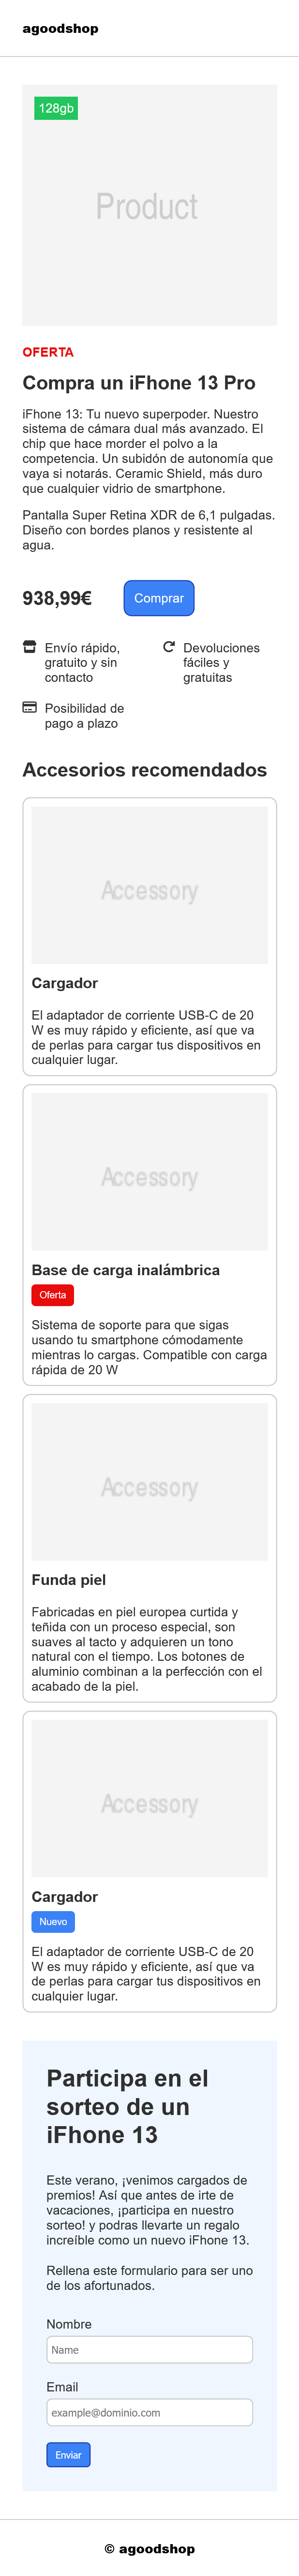 agoodshop
128gb
Product
OFERTA
Compra un iFhone 13 Pro
iFhone 13: Tu nuevo superpoder. Nuestro
sistema de cámara dual más avanzado. El
chip que hace morder el polvo a la
competencia. Un subidón de autonomía que
vaya si notarás. Ceramic Shield, más duro
que cualquier vidrio de smartphone.
Pantalla Super Retina XDR de 6,1 pulgadas.
Diseño con bordes planos y resistente al
agua.
938,99€
Comprar
Envío rápido,
gratuito y sin
contacto
Devoluciones
fáciles y
gratuitas
Posibilidad de
pago a plazo
Accesorios recomendados
Accessory
Cargador
El adaptador de corriente USB-C de 20
W es muy rápido y eficiente, así que va
de perlas para cargar tus dispositivos en
cualquier lugar.
Accessory
Base de carga inalámbrica
Oferta
Sistema de soporte para que sigas
usando tu smartphone cómodamente
mientras lo cargas. Compatible con carga
rápida de 20 W
Accessory
Funda piel
Fabricadas en piel europea curtida y
teñida con un proceso especial, son
suaves al tacto y adquieren un tono
natural con el tiempo. Los botones de
aluminio combinan a la perfección con el
acabado de la piel.
Accessory
Cargador
Nuevo
El adaptador de corriente USB-C de 20
W es muy rápido y eficiente, así que va
de perlas para cargar tus dispositivos en
cualquier lugar.
Participa en el
sorteo de un
iFhone 13
Este verano, ¡venimos cargados de
premios! Así que antes de irte de
vacaciones, ¡participa en nuestro
sorteo! y podras llevarte un regalo
increíble como un nuevo iFhone 13.
Rellena este formulario para ser uno
de los afortunados.
Nombre
Name
Email
example@dominio.com
Enviar
© agoodshop